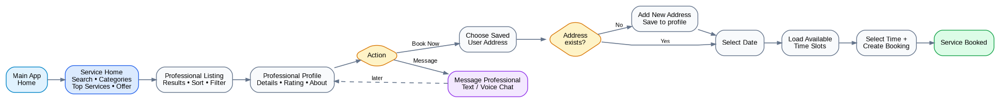 Main App
Home
Service Home
Search • Categories
Top Services • Offer
Professional Listing
Results • Sort • Filter
Professional Profile
Details • Rating • About
Action
Book Now
Message
later
Choose Saved
User Address
Message Professional
Text / Voice Chat
Address
exists?
No
Yes
Add New Address
Save to profile
Select Date
Load Available
Time Slots
Select Time +
Create Booking
Service Booked